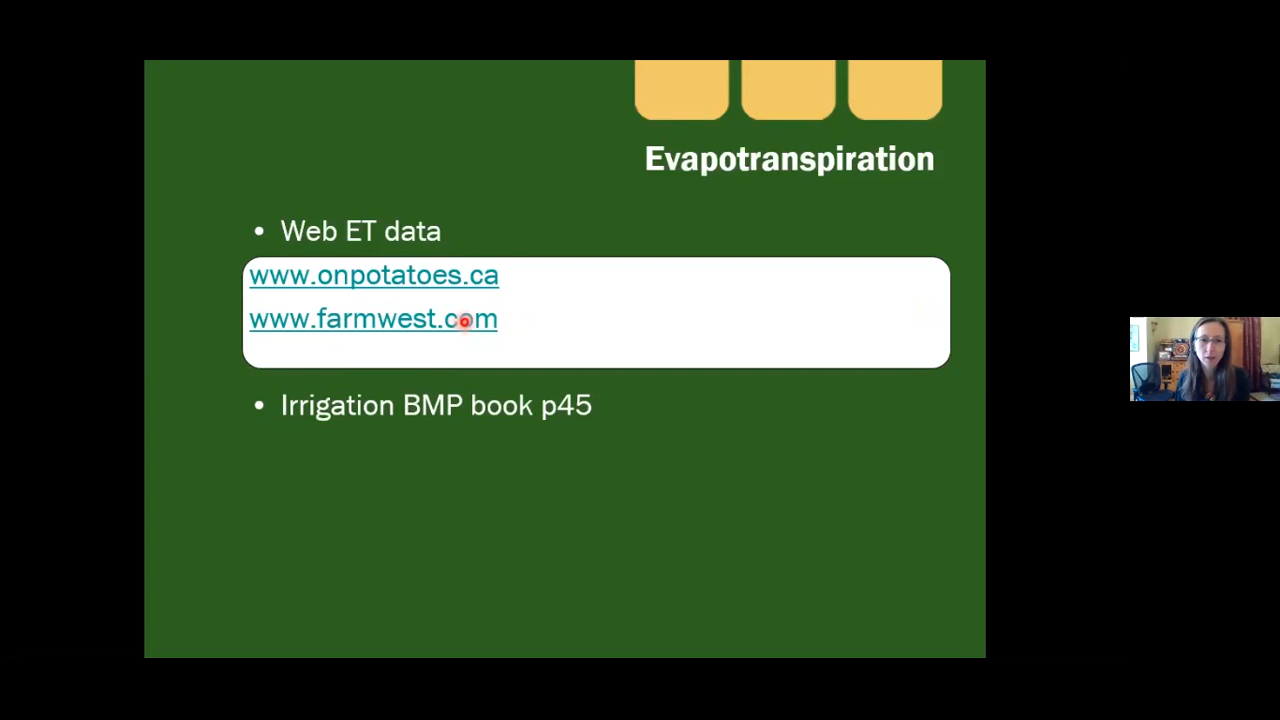 Evapotranspiration
• Web ET data
www.onpotatoes.ca
www.farmwest.com
• Irrigation BMP book p45